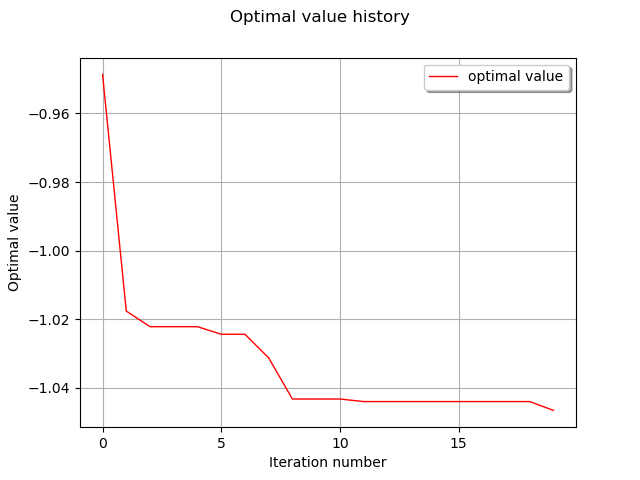 Optimal value history
optimal value
−0.96
−0.98
−1.00
−1.02
−1.04
Optimal value
0
5
10
15
Iteration number